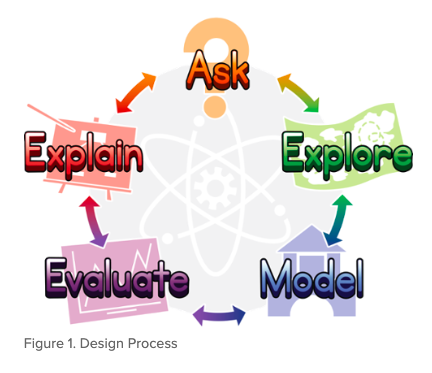 Ask
Explain
Explore
Evaluate
Model
Figure 1. Design Process